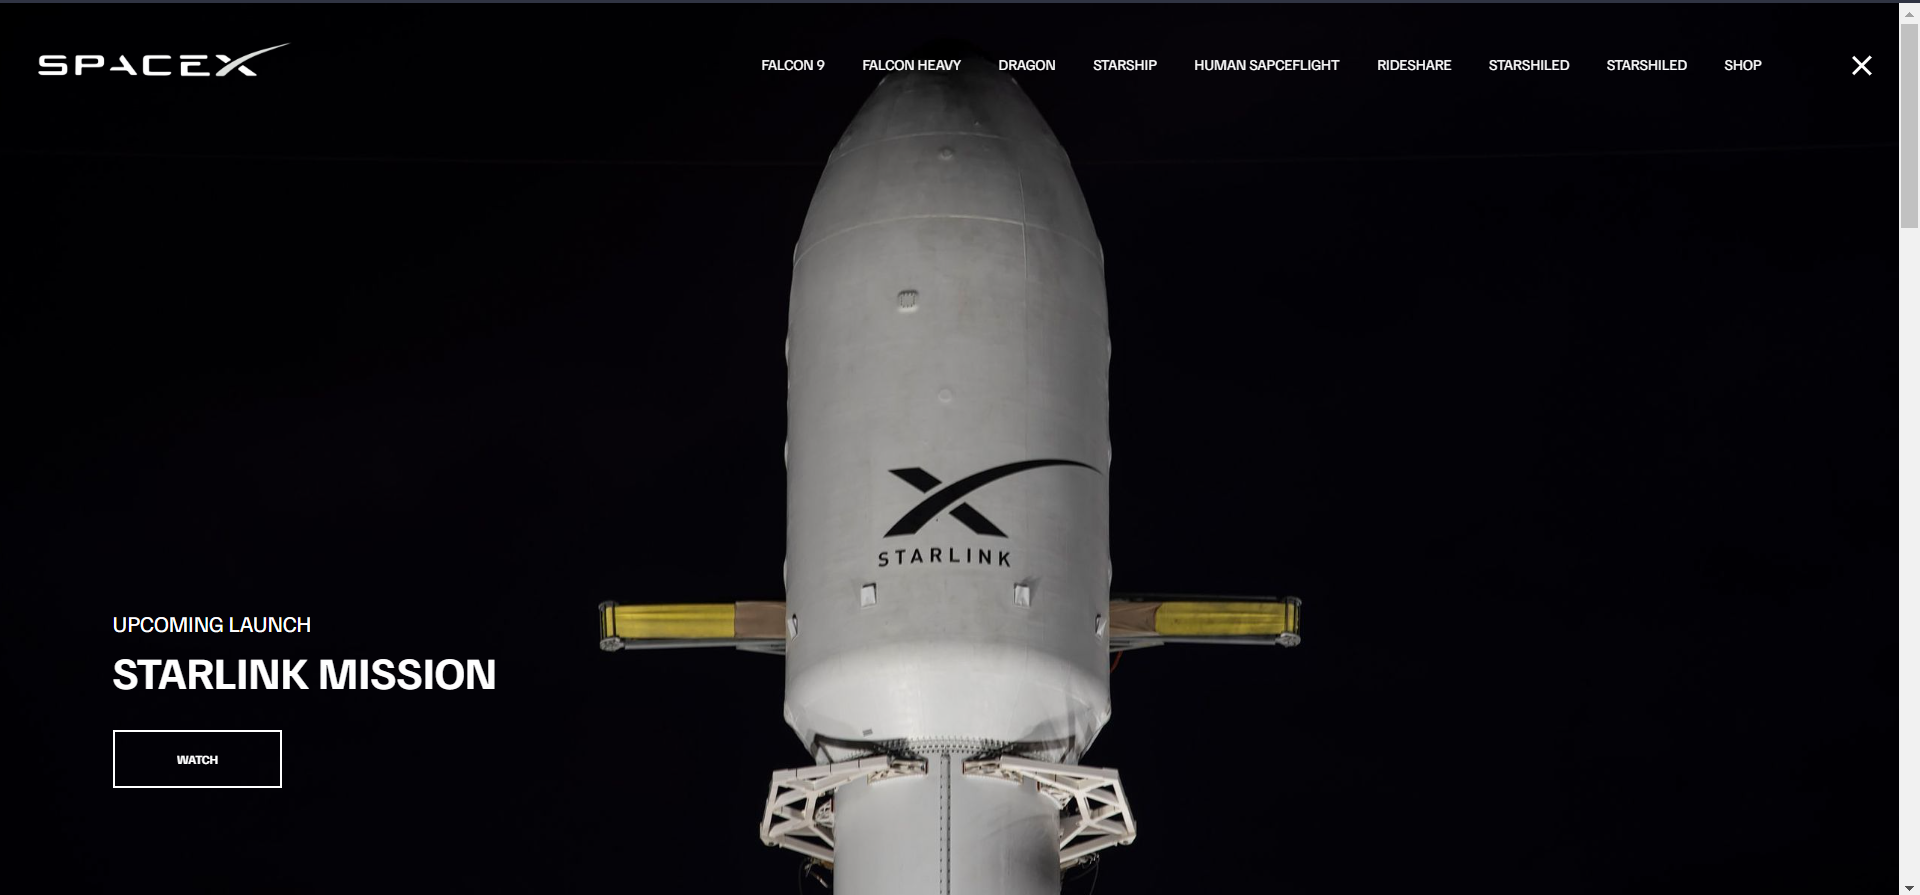 SPACEX
FALCON 9 FALCON HEAVY DRAGON STARSHIP HUMAN SAPCEFLIGHT RIDESHARE STARSHILED STARSHILED SHOP
STARLINK
UPCOMING LAUNCH
STARLINK MISSION
WATCH